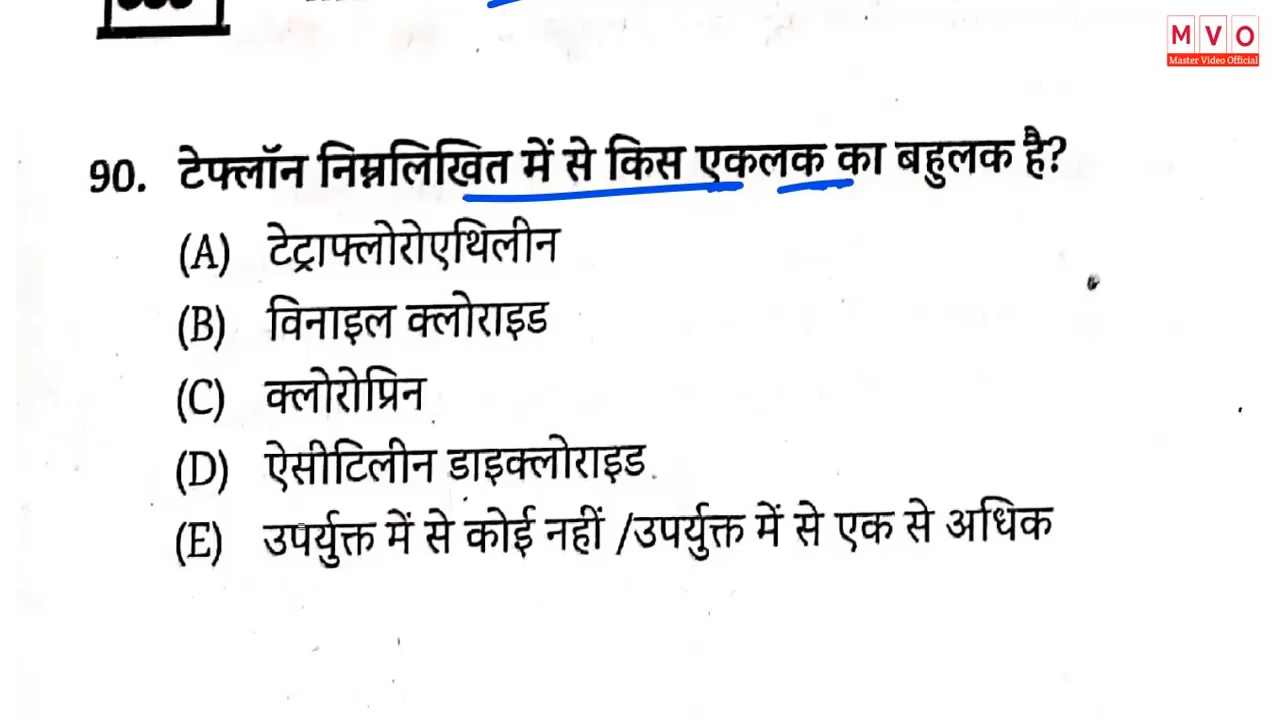 M V O
Master Video Official
90. टेफ्लॉन निम्नलिखित में से किस एकलक का बहुलक है?
(A) टेट्राफ्लोरोएथिलीन
(B) विनाइल क्लोराइड
(C) क्लोरोप्रिन
(D) ऐसीटिलीन डाइक्लोराइड
(E) उपर्युक्त में से कोई नहीं /उपर्युक्त में से एक से अधिक